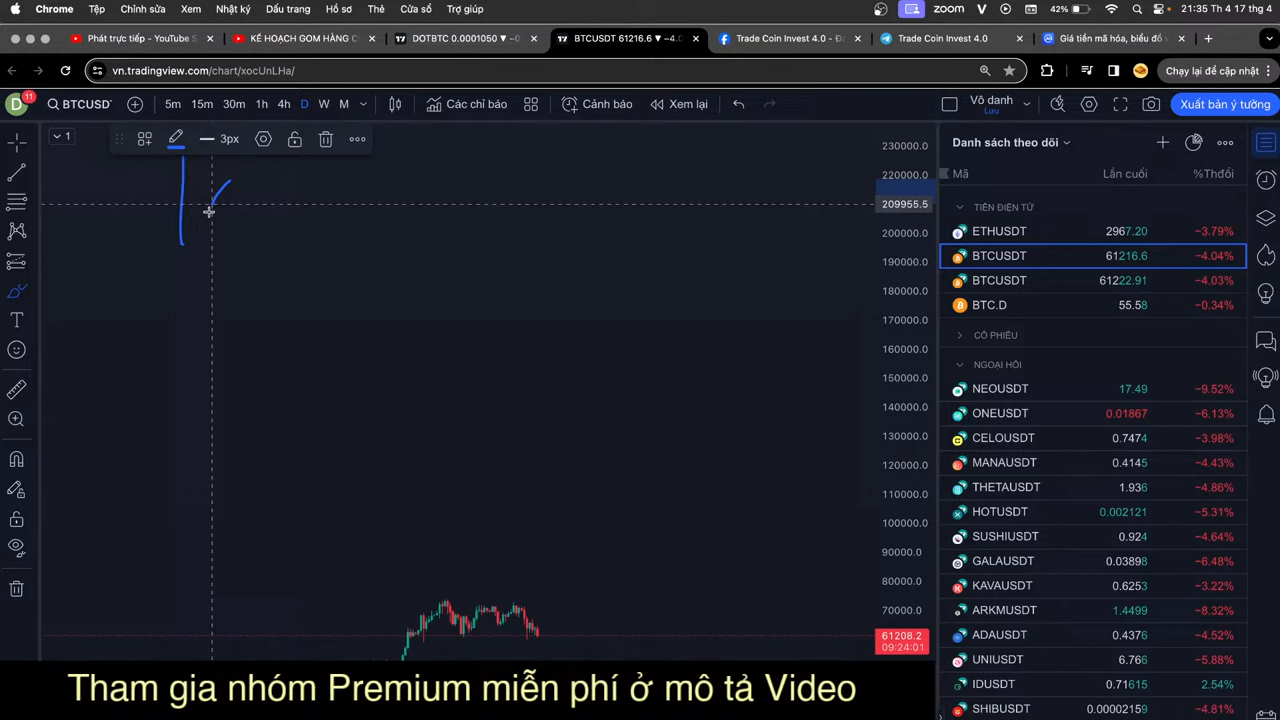 Chrome Tệp Chỉnh sửa Xem Nhật ký Dấu trang Hồ sơ Thẻ Cửa sổ Trợ giúp zoom 42% 21:35 Th 4 17 thg 4
Phát trực tiếp - YouTube S KẾ HOẠCH GOM HÀNG C DOTBTC 0.0001050 ▼ −0 BTCUSDT 61216.6 ▼ −4.0 Trade Coin Invest 4.0 - Đ Trade Coin Invest 4.0 Giá tiền mã hóa, biểu đồ v
vn.tradingview.com/chart/xocUnLHa/ Chạy lại để cập nhật
D 11 BTCUSD 5m 15m 30m 1h 4h D W M Các chỉ báo Cảnh báo Xem lại Vô danh Lưu Xuất bản ý tưởng
1 3px
Danh sách theo dõi
Mã Lần cuối %Thđổi
TIỀN ĐIỆN TỬ
ETHUSDT 2967.20 −3.79%
BTCUSDT 61216.6 −4.04%
BTCUSDT 61222.91 −4.03%
BTC.D 55.58 −0.34%
CỔ PHIẾU
NGOẠI HỐI
NEOUSDT 17.49 −9.52%
ONEUSDT 0.01867 −6.13%
CELOUSDT 0.7474 −3.98%
MANAUSDT 0.4145 −4.43%
THETAUSDT 1.936 −4.86%
HOTUSDT 0.002121 −5.31%
SUSHIUSDT 0.924 −4.64%
GALAUSDT 0.03898 −6.48%
KAVAUSDT 0.6253 −3.22%
ARKMUSDT 1.4499 −8.32%
ADAUSDT 0.4376 −4.52%
UNIUSDT 6.766 −5.88%
IDUSDT 0.71615 2.54%
SHIBUSDT 0.00002159 −4.81%
230000.0
220000.0
209955.5
200000.0
190000.0
180000.0
170000.0
160000.0
150000.0
140000.0
130000.0
120000.0
110000.0
100000.0
90000.0
80000.0
70000.0
61208.2
09:24:01
Tham gia nhóm Premium miễn phí ở mô tả Video